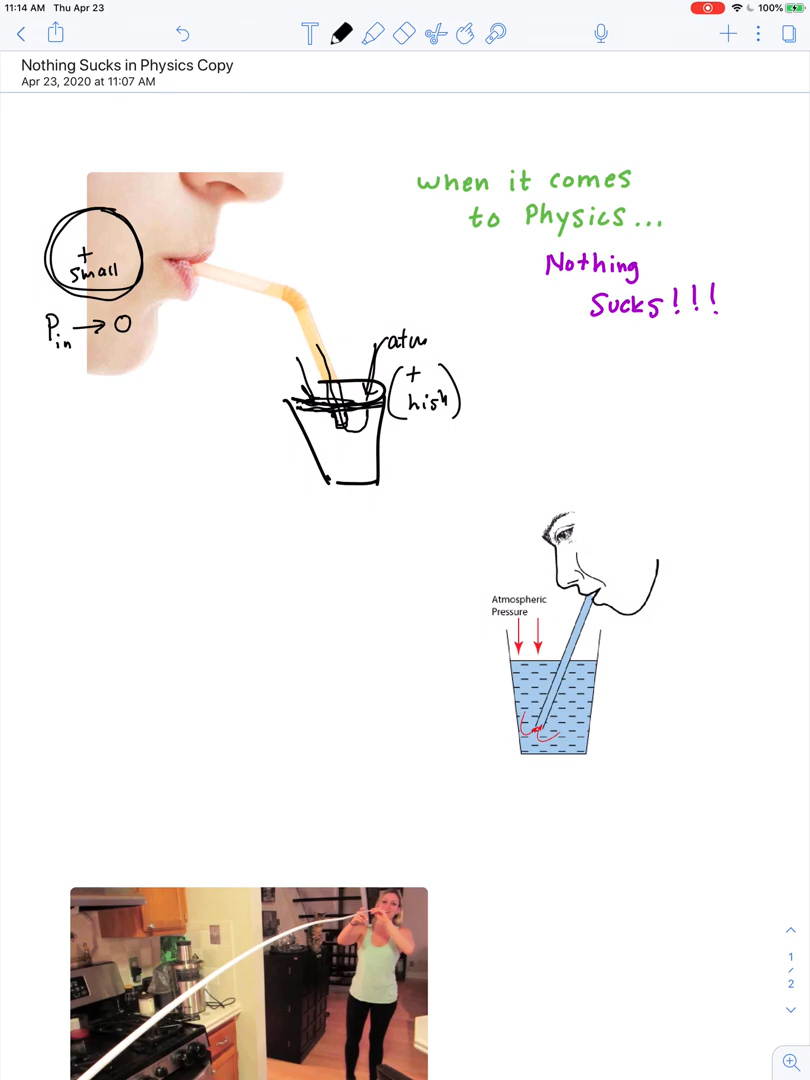 11:14 AM Thu Apr 23
100%
Nothing Sucks in Physics Copy
Apr 23, 2020 at 11:07 AM
When it comes
to Physics...
Nothing
Sucks!!!
+
small
Pin → 0
atm
+
high
Atmospheric
Pressure
1
/
2